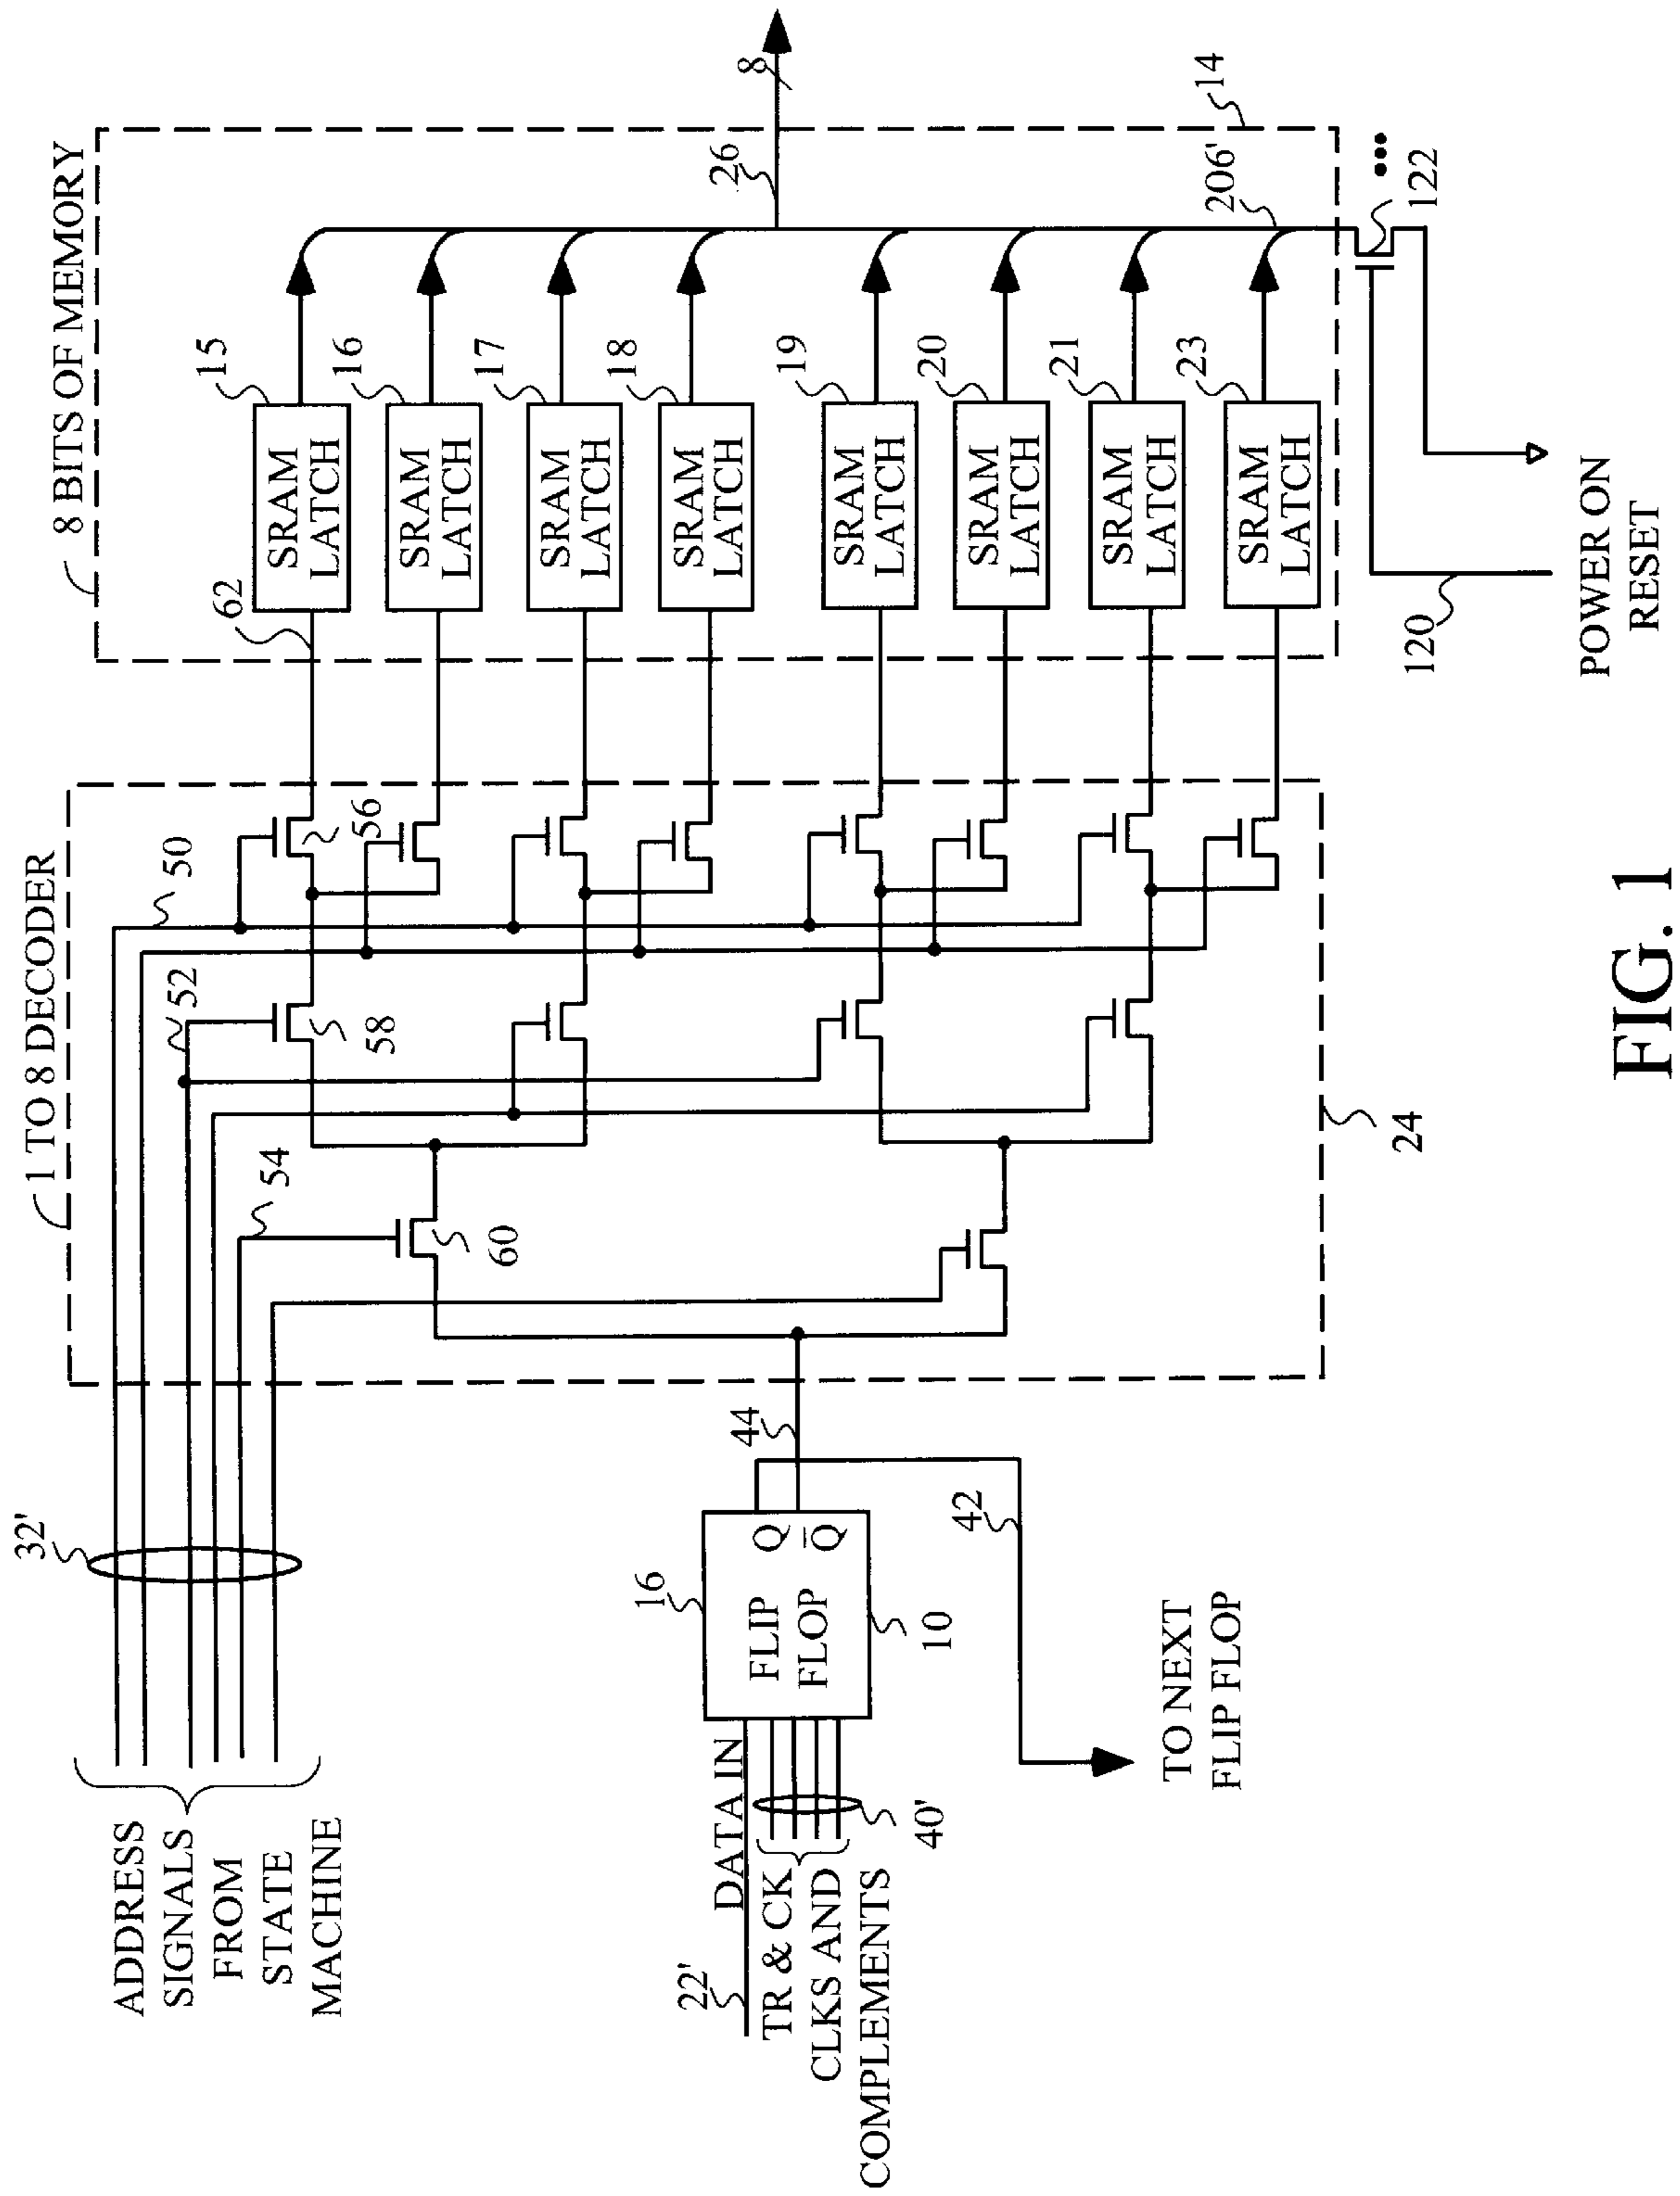 8 BITS OF MEMORY
1 TO 8 DECODER
32'
ADDRESS
SIGNALS
FROM
STATE
MACHINE
50
52
54
56
58
60
62
15
SRAM
LATCH
16
SRAM
LATCH
17
SRAM
LATCH
18
SRAM
LATCH
19
SRAM
LATCH
20
SRAM
LATCH
21
SRAM
LATCH
23
SRAM
LATCH
26
8
206'
14
122
120
POWER ON
RESET
24
22'
DATA IN
TR & CK
CLKS AND
COMPLEMENTS
40'
16
FLIP
FLOP
Q
Q̅
10
44
42
TO NEXT
FLIP FLOP
FIG. 1